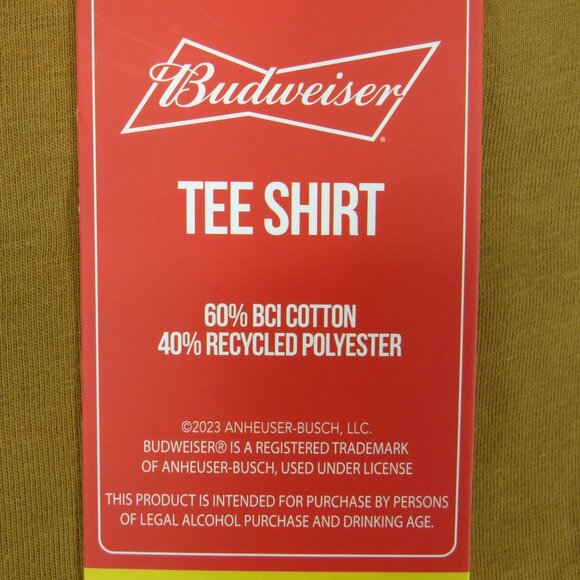 Budweiser®
TEE SHIRT
60% BCI COTTON
40% RECYCLED POLYESTER
©2023 ANHEUSER-BUSCH, LLC.
BUDWEISER® IS A REGISTERED TRADEMARK
OF ANHEUSER-BUSCH, USED UNDER LICENSE
THIS PRODUCT IS INTENDED FOR PURCHASE BY PERSONS
OF LEGAL ALCOHOL PURCHASE AND DRINKING AGE.